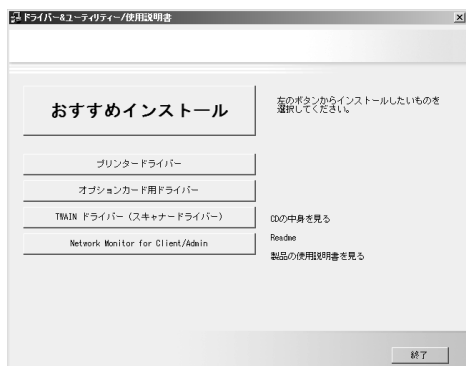 ドライバー&ユーティリティー/使用説明書
おすすめインストール
左のボタンからインストールしたいものを
選択してください。
プリンタードライバー
オプションカード用ドライバー
TWAIN ドライバー (スキャナードライバー)
CDの中身を見る
Network Monitor for Client/Admin
Readme
製品の使用説明書を見る
終了